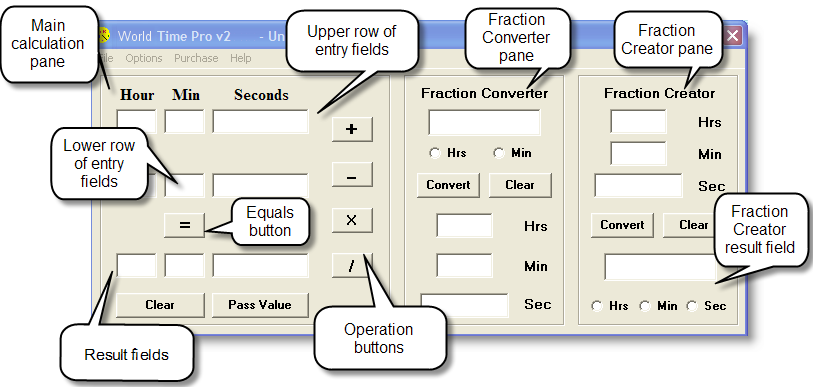 Main
calculation
pane
World Time Pro v2 - Un
Upper row of
entry fields
Fraction
Converter
pane
Fraction
Creator pane
Options Purchase Help
Hour Min Seconds
Fraction Converter
Fraction Creator
Hrs
+
Lower row
of entry
fields
Hrs Min
Min
–
Convert Clear
Sec
=
Equals
button
X
Hrs
Convert Clear
Fraction
Creator
result field
/
Min
Clear Pass Value
Sec
Hrs Min Sec
Result fields
Operation
buttons